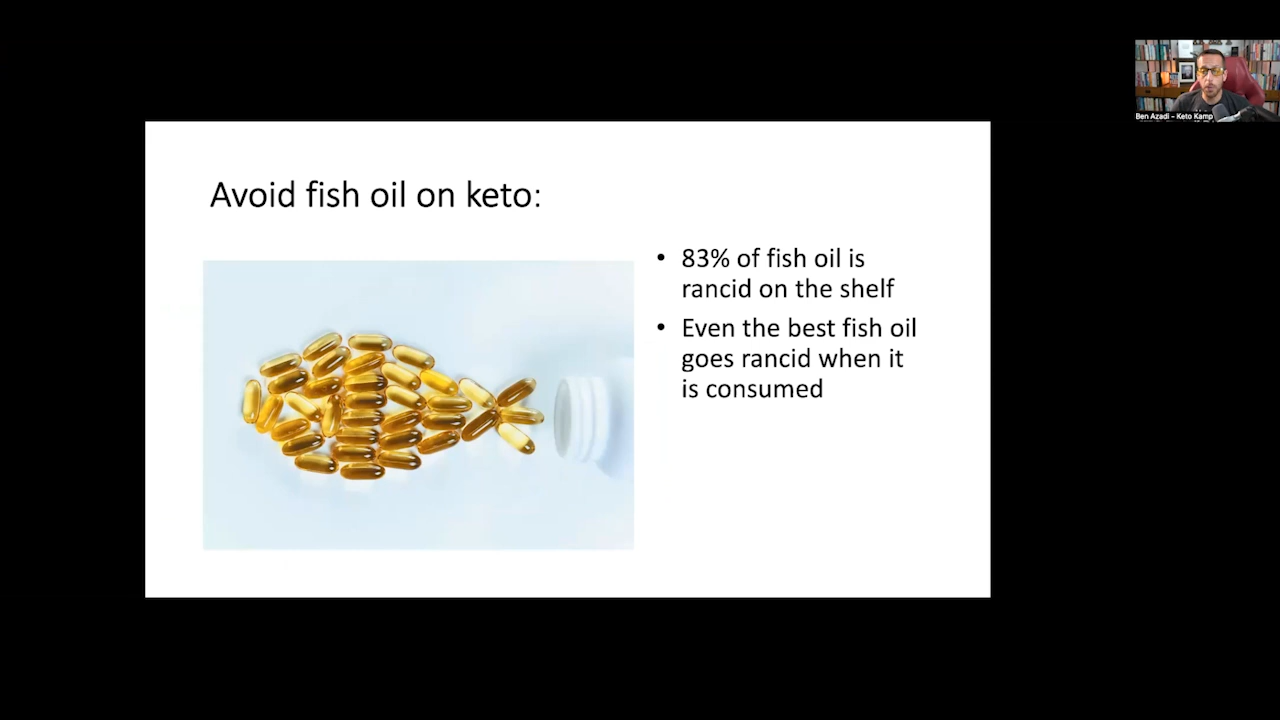 Ben Azadi - Keto Kamp
Avoid fish oil on keto:
• 83% of fish oil is
rancid on the shelf
• Even the best fish oil
goes rancid when it
is consumed